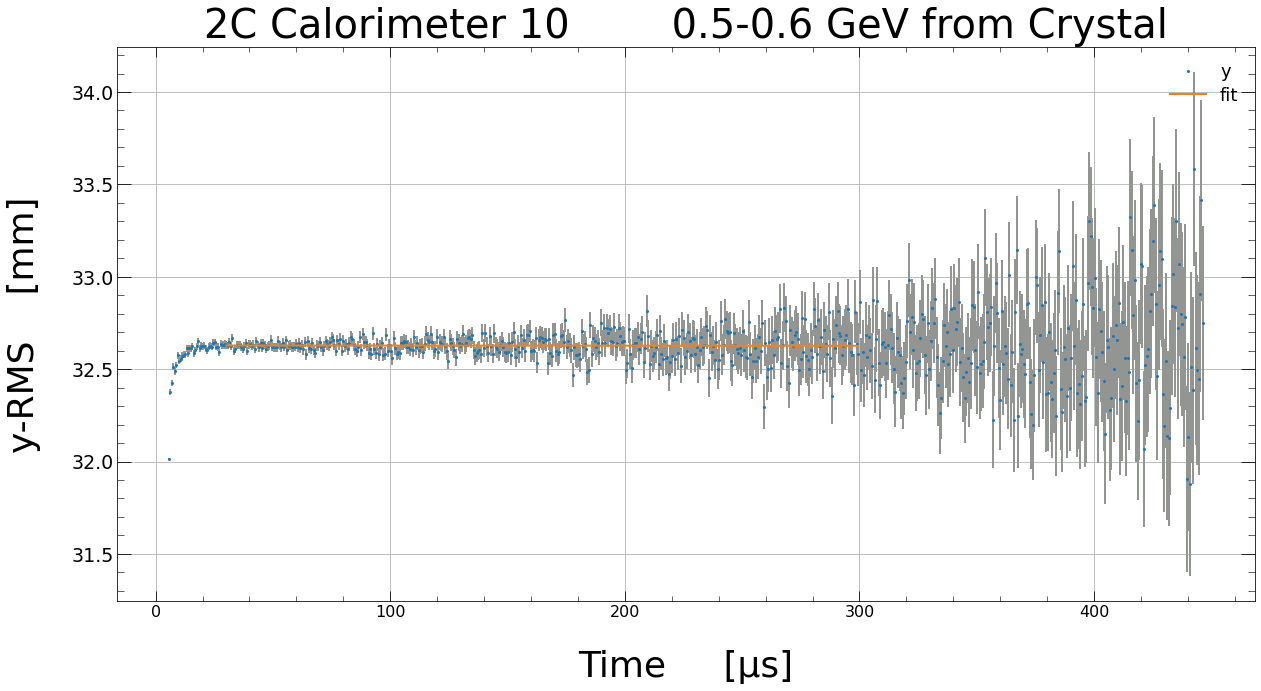 2C Calorimeter 10 0.5-0.6 GeV from Crystal
y
fit
34.0
33.5
33.0
32.5
32.0
31.5
y-RMS [mm]
0 100 200 300 400
Time [μs]